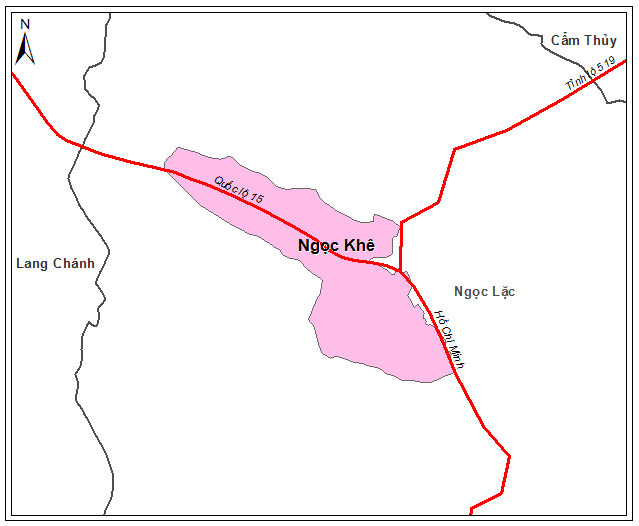 N
Cẩm Thủy
Tỉnh lộ 519
Quốc lộ 15
Ngọc Khê
Lang Chánh
Ngọc Lặc
Hồ Chí Minh